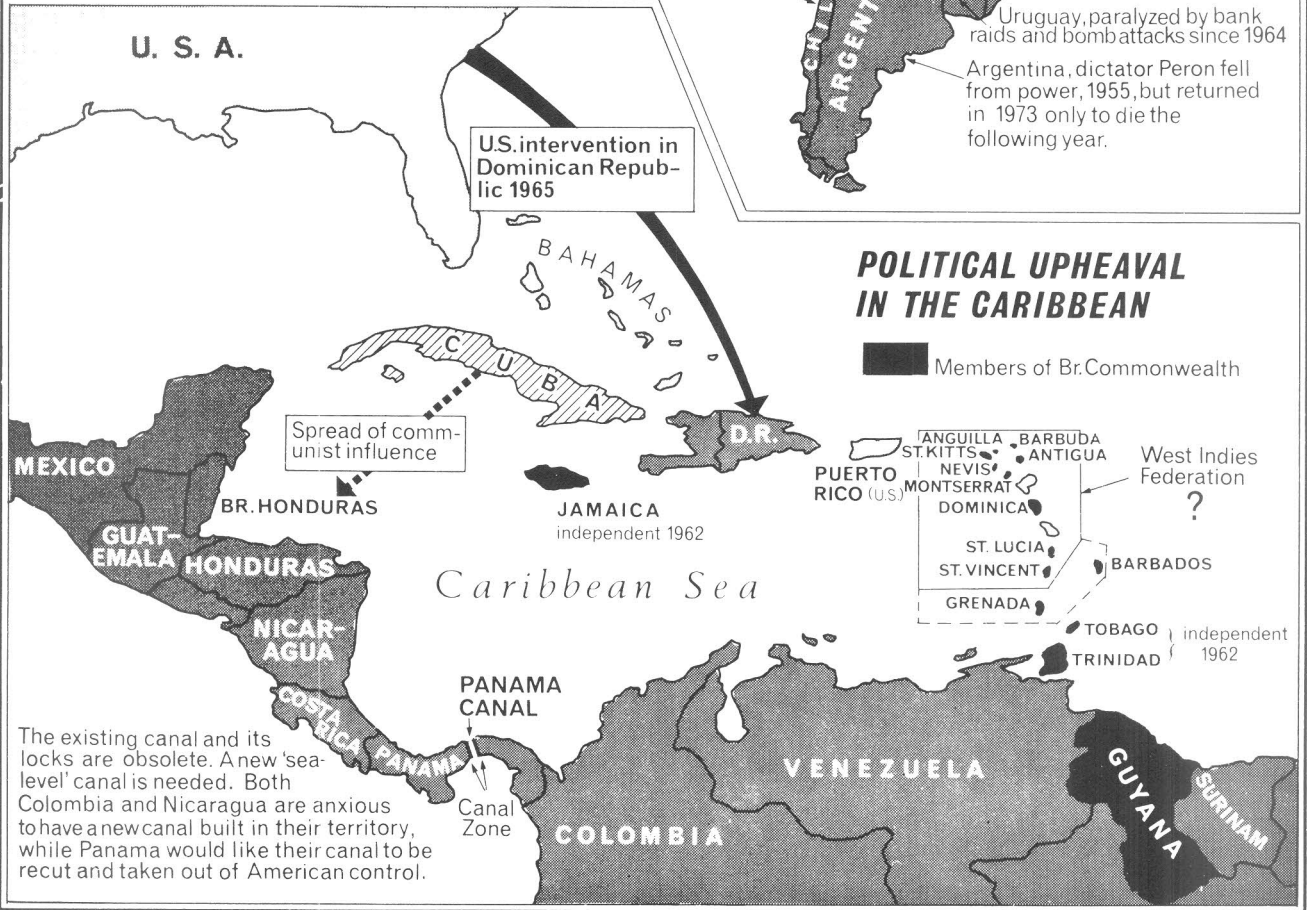 U. S. A.
CHIL
ARGENT
Uruguay, paralyzed by bank
raids and bomb attacks since 1964
Argentina, dictator Peron fell
from power, 1955, but returned
in 1973 only to die the
following year.
U.S. intervention in
Dominican Repub-
lic 1965
BAHAMAS
POLITICAL UPHEAVAL
IN THE CARIBBEAN
Members of Br. Commonwealth
CUBA
Spread of comm-
unist influence
D.R.
MEXICO
BR. HONDURAS
JAMAICA
independent 1962
PUERTO
RICO (U.S.)
ANGUILLA
BARBUDA
ST. KITTS
ANTIGUA
NEVIS
MONTSERRAT
DOMINICA
West Indies
Federation
?
ST. LUCIA
ST. VINCENT
BARBADOS
GRENADA
TOBAGO
TRINIDAD
independent
1962
GUAT-
EMALA
HONDURAS
Caribbean Sea
NICAR-
AGUA
COSTA
RICA
PANAMA
PANAMA
CANAL
Canal
Zone
COLOMBIA
VENEZUELA
GUYANA
SURINAM
The existing canal and its
locks are obsolete. A new 'sea-
level' canal is needed. Both
Colombia and Nicaragua are anxious
to have a new canal built in their territory,
while Panama would like their canal to be
recut and taken out of American control.